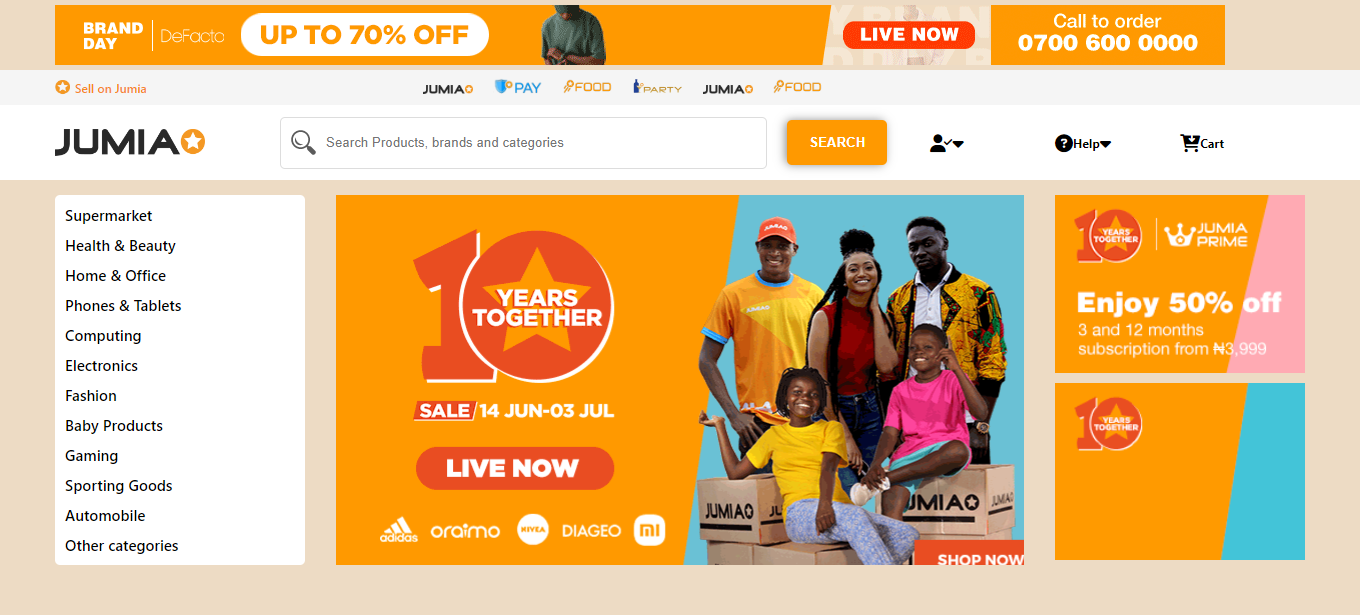 BRAND
DAY
DeFacto
UP TO 70% OFF
LIVE NOW
Call to order
0700 600 0000
Sell on Jumia
JUMIA
PAY
FOOD
PARTY
JUMIA
FOOD
JUMIA
Search Products, brands and categories
SEARCH
Help
Cart
Supermarket
Health & Beauty
Home & Office
Phones & Tablets
Computing
Electronics
Fashion
Baby Products
Gaming
Sporting Goods
Automobile
Other categories
10
YEARS
TOGETHER
SALE/14 JUN-03 JUL
LIVE NOW
adidas
oraimo
NIVEA
DIAGEO
mi
JUMIA
JU
UMIA
JUMIA
SHOP NOW
10
YEARS
TOGETHER
JUMIA
PRIME
Enjoy 50% off
3 and 12 months
subscription from ₦3,999
10
YEARS
TOGETHER